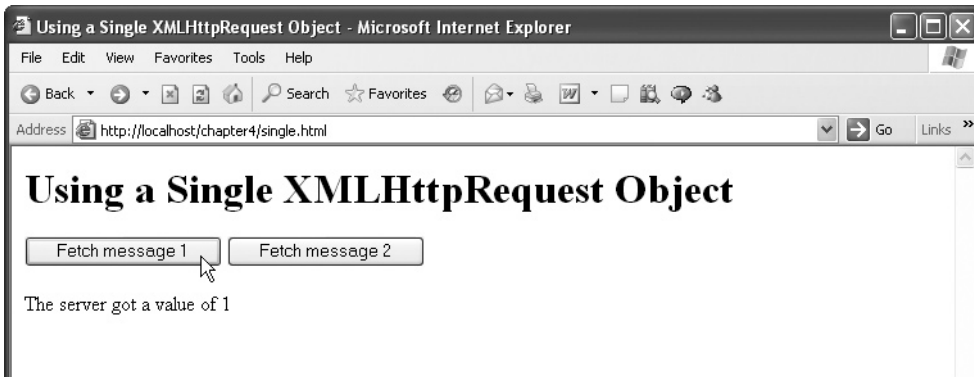 Using a Single XMLHttpRequest Object - Microsoft Internet Explorer
File Edit View Favorites Tools Help
Back Search Favorites W
Address http://localhost/chapter4/single.html Go Links »
Using a Single XMLHttpRequest Object
Fetch message 1 Fetch message 2
The server got a value of 1